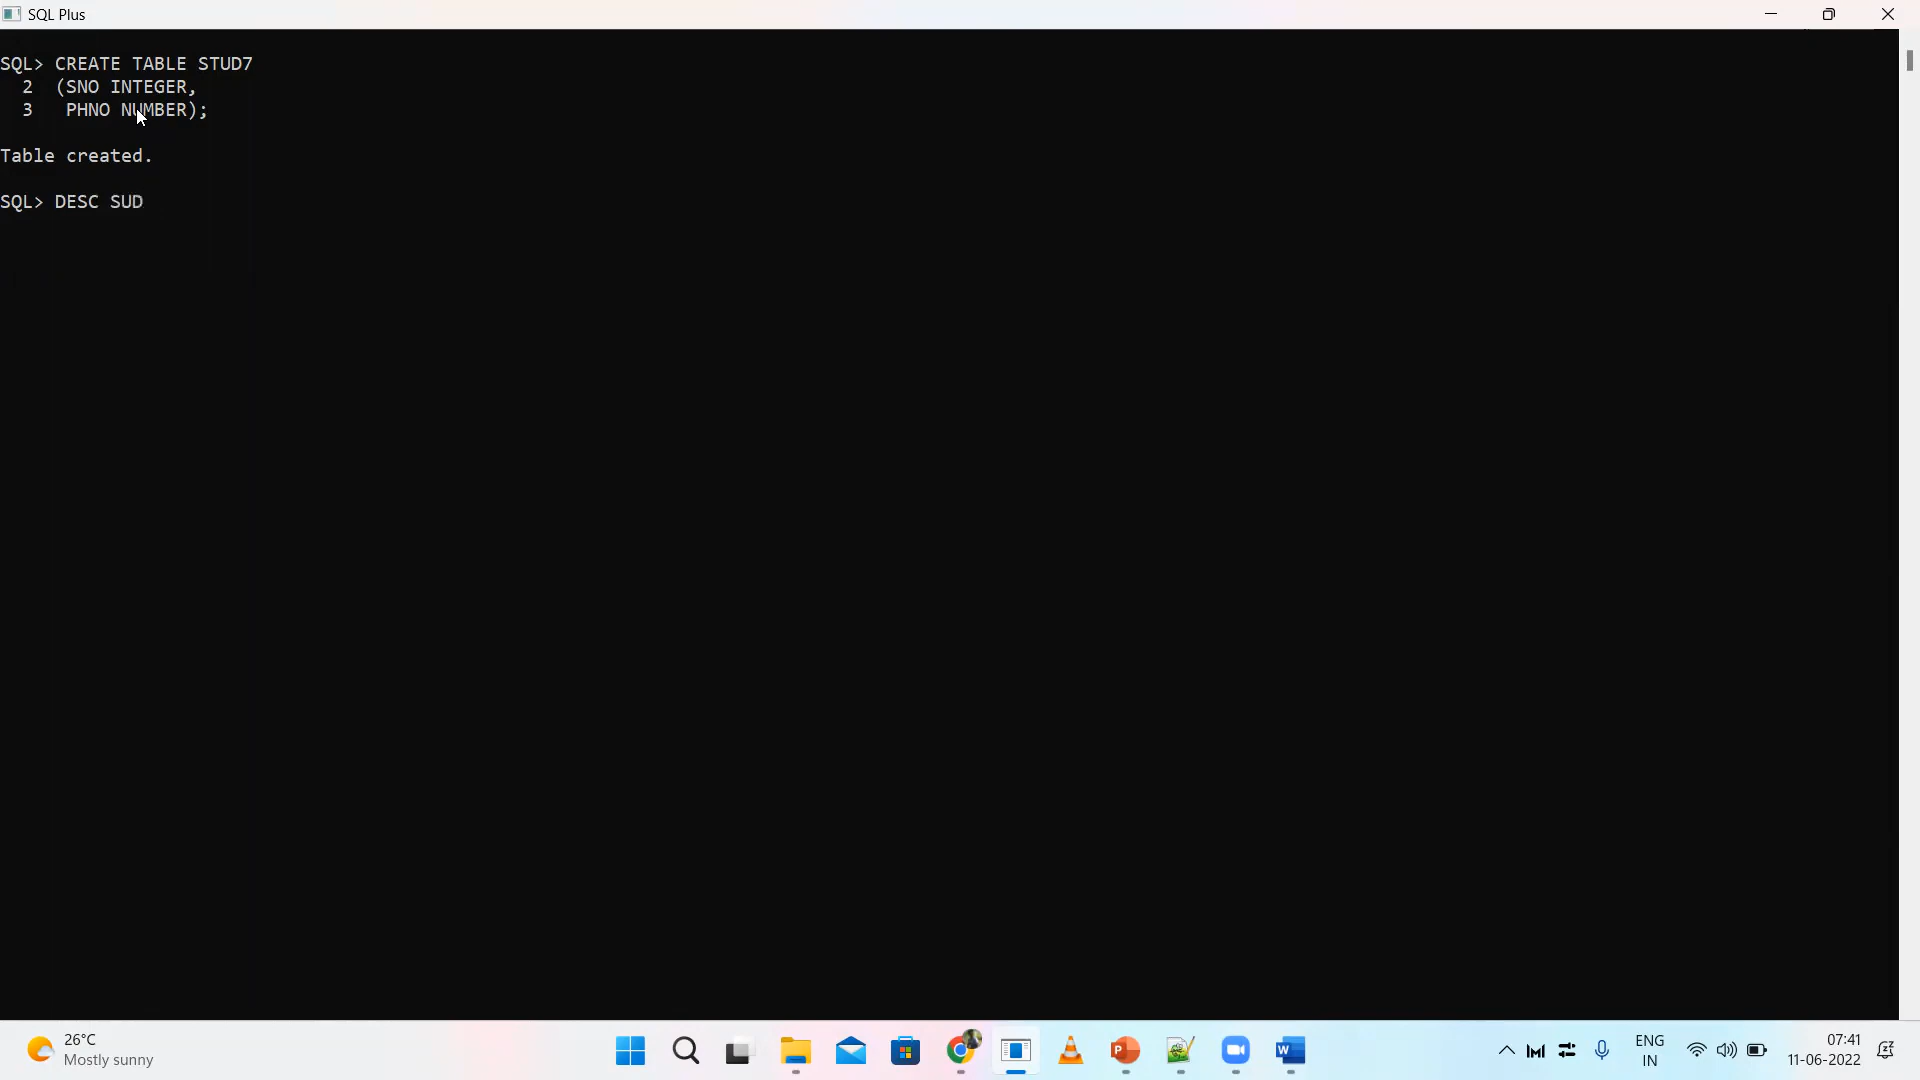 SQL Plus
SQL> CREATE TABLE STUD7
2 (SNO INTEGER,
3 PHNO NUMBER);
Table created.
SQL> DESC SUD
26°C
Mostly sunny
ENG
IN
07:41
11-06-2022